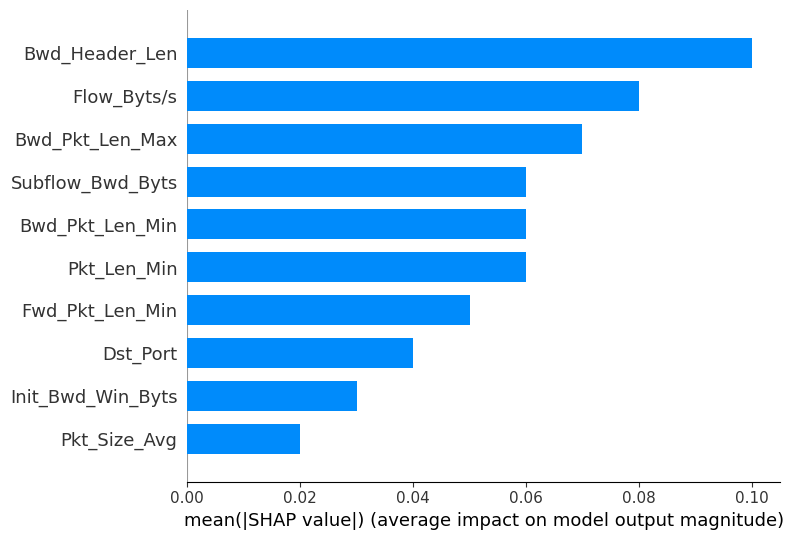 Bwd_Header_Len
Flow_Byts/s
Bwd_Pkt_Len_Max
Subflow_Bwd_Byts
Bwd_Pkt_Len_Min
Pkt_Len_Min
Fwd_Pkt_Len_Min
Dst_Port
Init_Bwd_Win_Byts
Pkt_Size_Avg
0.00 0.02 0.04 0.06 0.08 0.10
mean(|SHAP value|) (average impact on model output magnitude)